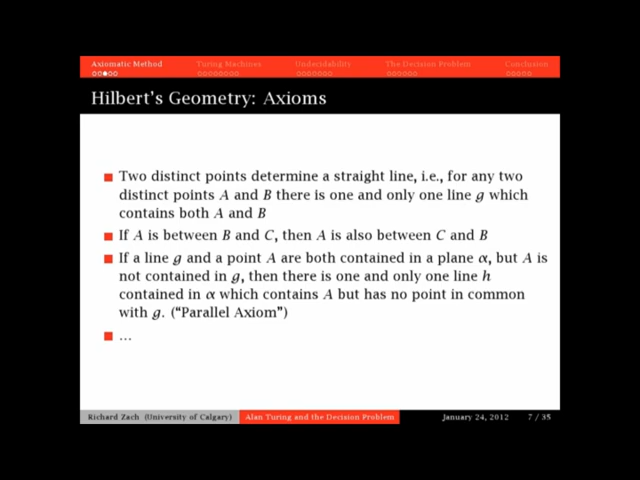 Axiomatic Method Turing Machines Undecidability The Decision Problem Conclusion
Hilbert's Geometry: Axioms
Two distinct points determine a straight line, i.e., for any two
distinct points A and B there is one and only one line g which
contains both A and B
If A is between B and C, then A is also between C and B
If a line g and a point A are both contained in a plane α, but A is
not contained in g, then there is one and only one line h
contained in α which contains A but has no point in common
with g. (“Parallel Axiom”)
...
Richard Zach (University of Calgary) Alan Turing and the Decision Problem January 24, 2012 7 / 35